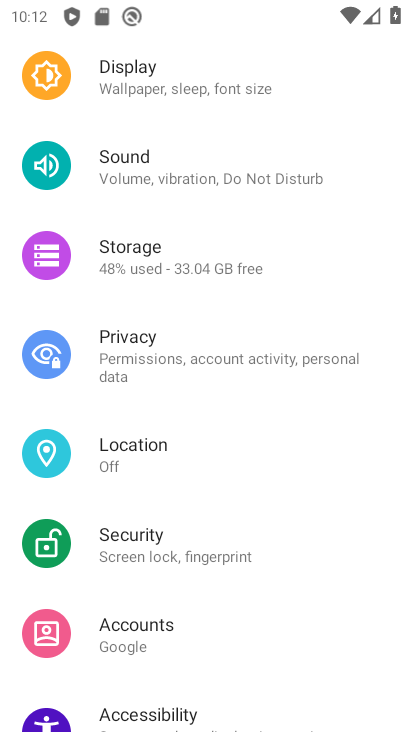 10:12
Display
Wallpaper, sleep, font size
Sound
Volume, vibration, Do Not Disturb
Storage
48% used - 33.04 GB free
Privacy
Permissions, account activity, personal
data
Location
Off
Security
Screen lock, fingerprint
Accounts
Google
Accessibility